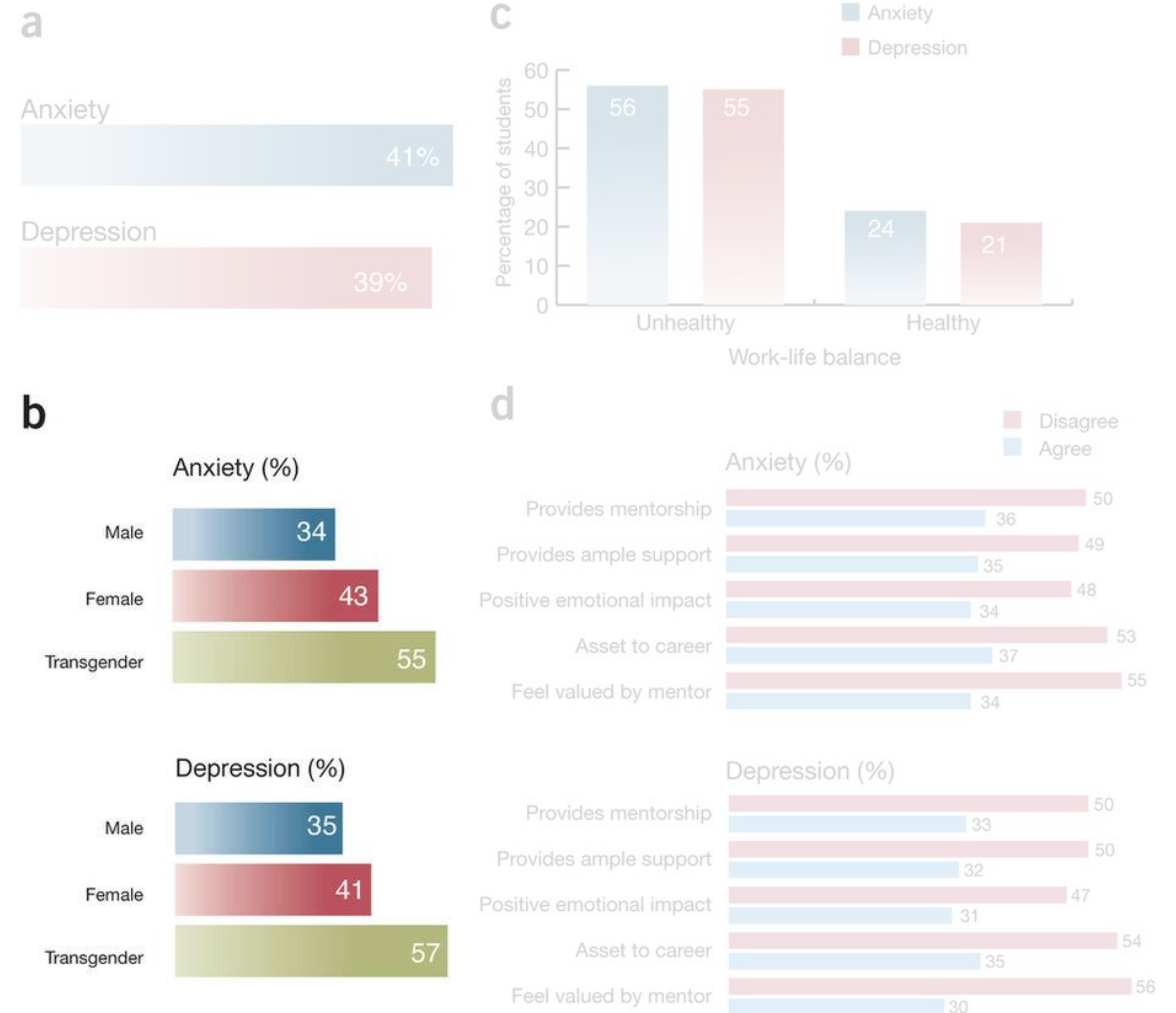 a
Anxiety
41%
Depression
39%
c
Anxiety
Depression
Percentage of students
60
50
40
30
20
10
0
56
55
24
21
Unhealthy
Healthy
Work-life balance
b
Anxiety (%)
Male
34
Female
43
Transgender
55
Depression (%)
Male
35
Female
41
Transgender
57
d
Disagree
Agree
Anxiety (%)
Provides mentorship
50
36
Provides ample support
49
35
Positive emotional impact
48
34
Asset to career
53
37
Feel valued by mentor
55
34
Depression (%)
Provides mentorship
50
33
Provides ample support
50
32
Positive emotional impact
47
31
Asset to career
54
35
Feel valued by mentor
56
30